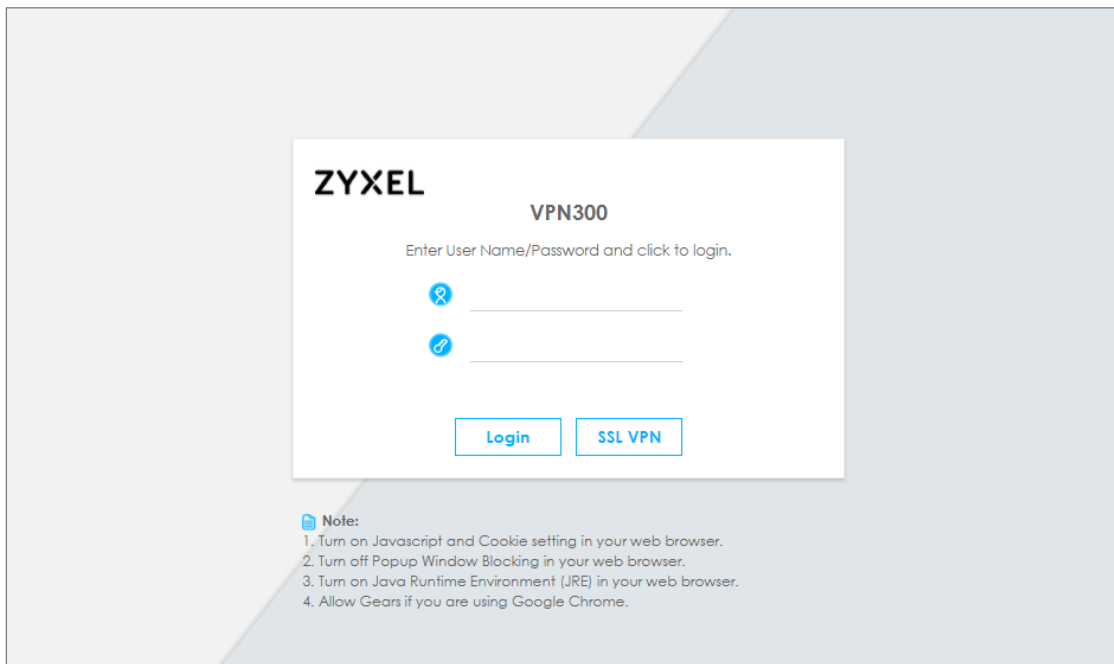 ZYXEL
VPN300
Enter User Name/Password and click to login.
Login
SSL VPN
Note:
1. Turn on Javascript and Cookie setting in your web browser.
2. Turn off Popup Window Blocking in your web browser.
3. Turn on Java Runtime Environment (JRE) in your web browser.
4. Allow Gears if you are using Google Chrome.